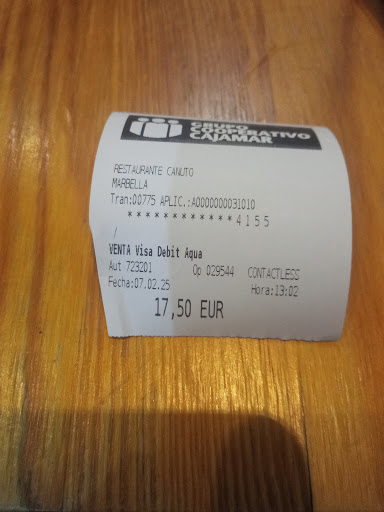 GRUPO
COOPERATIVO
CAJAMAR
RESTAURANTE CANUTO
MARBELLA
Tran:00775 APLIC.:A0000000031010
************4155
/
VENTA Visa Debit Aqua
Aut 723201 Op 029544 CONTACTLESS
Fecha:07.02.25 Hora:13:02
17,50 EUR